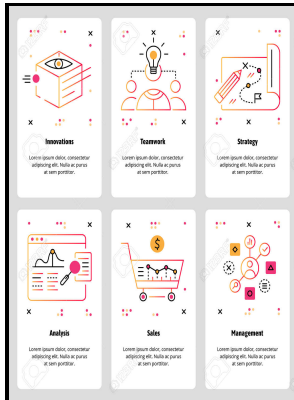 Innovations
Lorem ipsum dolor, consectetur
adipiscing elit. Nulla ac purus
at sem porttitor.
Teamwork
Lorem ipsum dolor, consectetur
adipiscing elit. Nulla ac purus
at sem porttitor.
Strategy
Lorem ipsum dolor, consectetur
adipiscing elit. Nulla ac purus
at sem porttitor.
Analysis
Lorem ipsum dolor, consectetur
adipiscing elit. Nulla ac purus
at sem porttitor.
$
Sales
Lorem ipsum dolor, consectetur
adipiscing elit. Nulla ac purus
at sem porttitor.
Management
Lorem ipsum dolor, consectetur
adipiscing elit. Nulla ac purus
at sem porttitor.